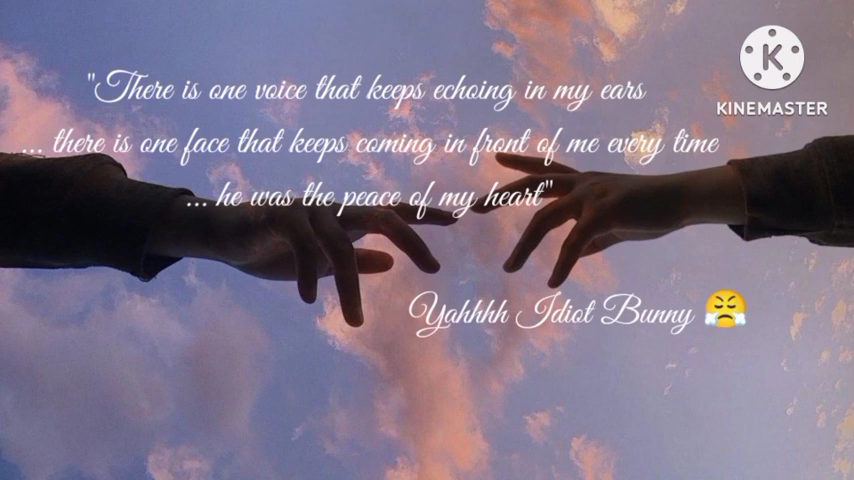 "There is one voice that keeps echoing in my ears
... there is one face that keeps coming in front of me every time
... he was the peace of my heart"
Yahhhh Idiot Bunny 😤
K
KINEMASTER